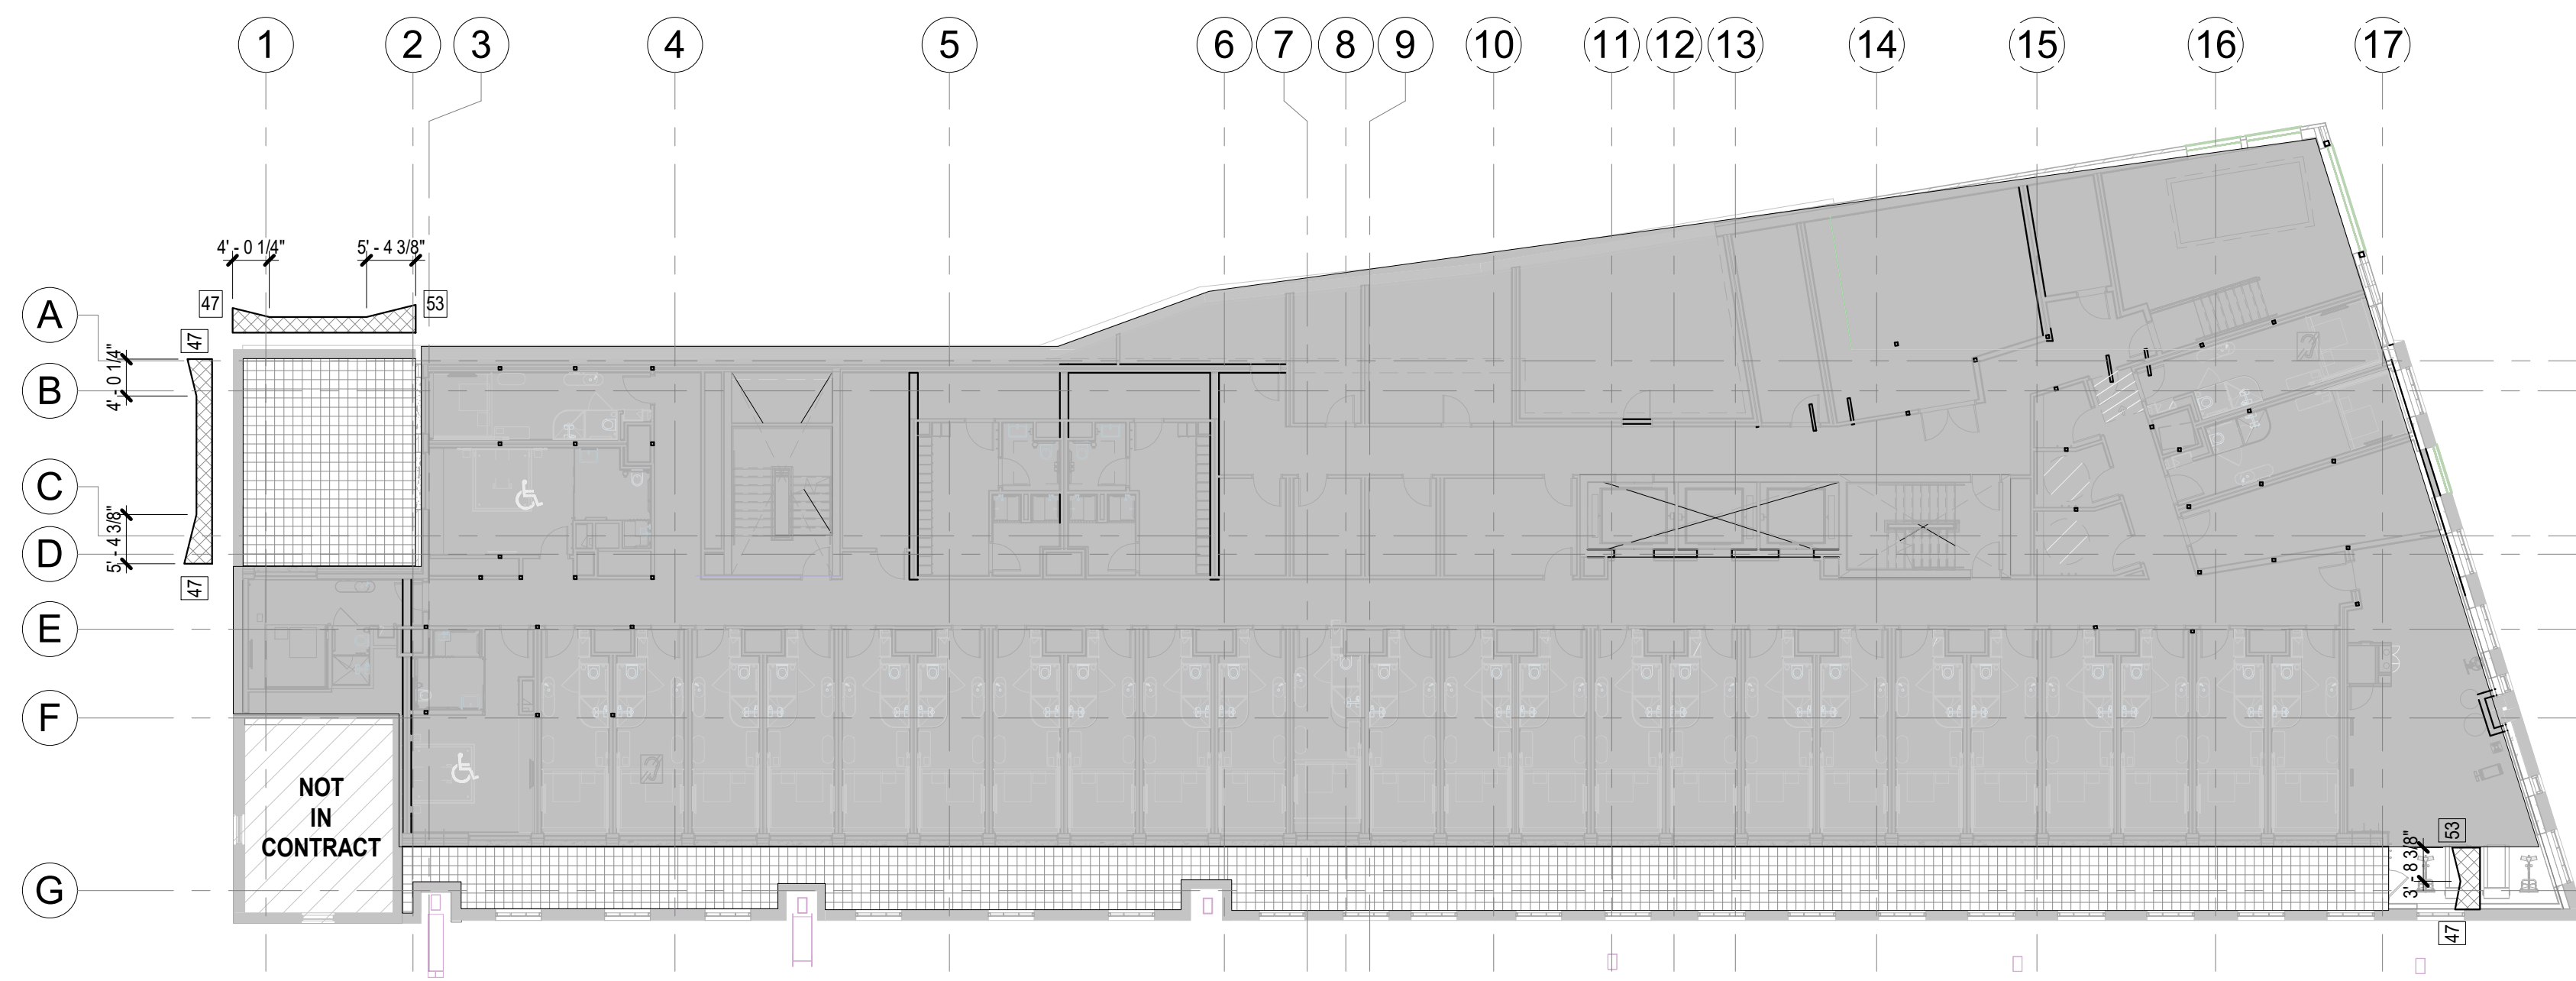 1 2 3 4 5 6 7 8 9 10 11 12 13 14 15 16 17
4' - 0 1/4" 5' - 4 3/8"
47 53
A
47
4' - 0 1/4"
B
C
5' - 4 3/8"
D
47
E
F
NOT
IN
CONTRACT
53
3' - 8 3/8"
G
47